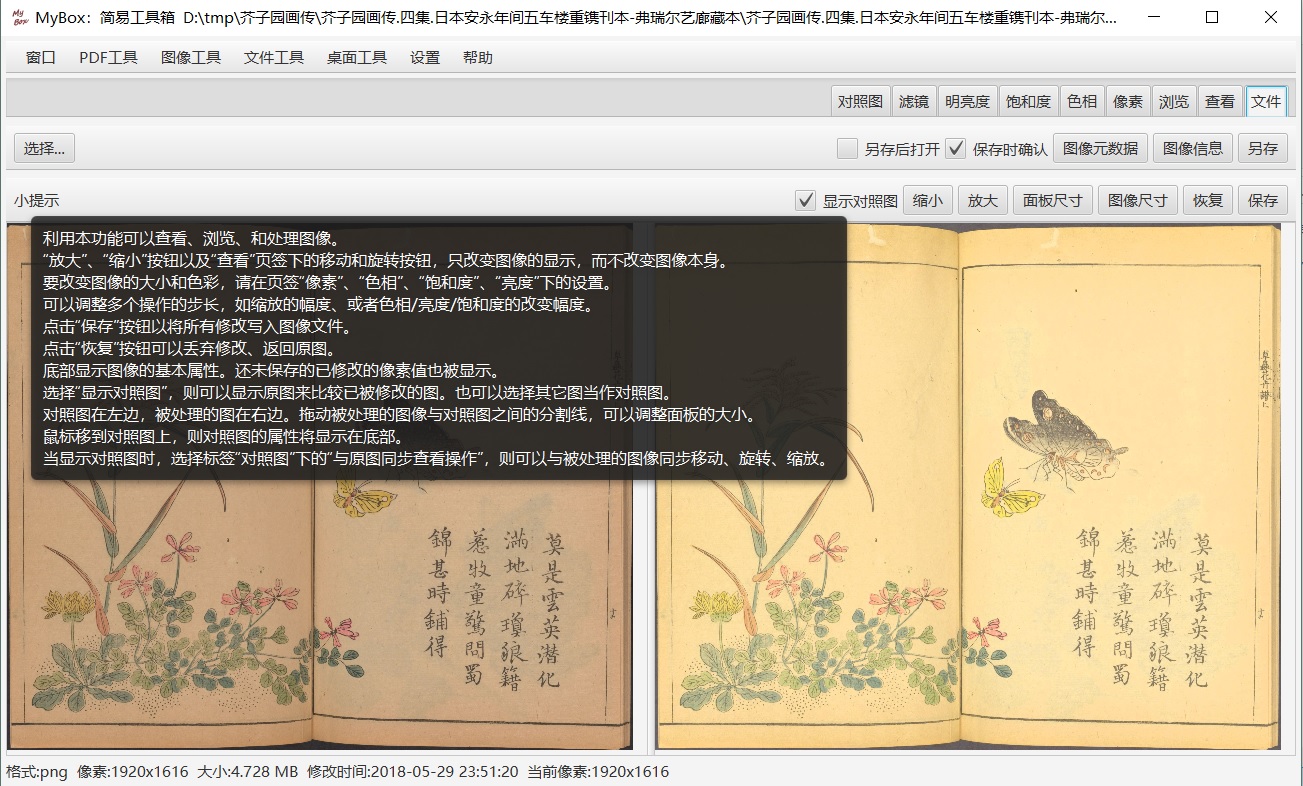 MyBox：简易工具箱 D:\tmp\芥子园画传\芥子园画传.四集.日本安永年间五车楼重镌刊本-弗瑞尔艺廊藏本\芥子园画传.四集.日本安永年间五车楼重镌刊本-弗瑞尔...
窗口 PDF工具 图像工具 文件工具 桌面工具 设置 帮助
对照图 滤镜 明亮度 饱和度 色相 像素 浏览 查看 文件
选择... 另存后打开 保存时确认 图像元数据 图像信息 另存
小提示 显示对照图 缩小 放大 面板尺寸 图像尺寸 恢复 保存
利用本功能可以查看、浏览、和处理图像。
“放大”、“缩小”按钮以及“查看”页签下的移动和旋转按钮，只改变图像的显示，而不改变图像本身。
要改变图像的大小和色彩，请在页签“像素”、“色相”、“饱和度”、“亮度”下的设置。
可以调整多个操作的步长，如缩放的幅度、或者色相/亮度/饱和度的改变幅度。
点击“保存”按钮以将所有修改写入图像文件。
点击“恢复”按钮可以丢弃修改、返回原图。
底部显示图像的基本属性。还未保存的已修改的像素值也被显示。
选择“显示对照图”，则可以显示原图来比较已被修改的图。也可以选择其它图当作对照图。
对照图在左边，被处理的图在右边。拖动被处理的图像与对照图之间的分割线，可以调整面板的大小。
鼠标移到对照图上，则对照图的属性将显示在底部。
当显示对照图时，选择标签“对照图”下的“与原图同步查看操作”，则可以与被处理的图像同步移动、旋转、缩放。
莫是雲英潜化
滿地碎瓊狼籍
惹牧童驚問蜀
錦甚時鋪得
莫是雲英潜化
滿地碎瓊狼籍
惹牧童驚問蜀
錦甚時鋪得
格式:png 像素:1920x1616 大小:4.728 MB 修改时间:2018-05-29 23:51:20 当前像素:1920x1616